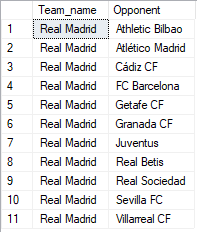 Team_name Opponent
1 Real Madrid Athletic Bilbao
2 Real Madrid Atlético Madrid
3 Real Madrid Cádiz CF
4 Real Madrid FC Barcelona
5 Real Madrid Getafe CF
6 Real Madrid Granada CF
7 Real Madrid Juventus
8 Real Madrid Real Betis
9 Real Madrid Real Sociedad
10 Real Madrid Sevilla FC
11 Real Madrid Villarreal CF